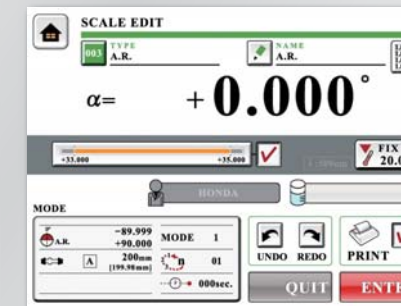 SCALE EDIT
003
TYPE
A.R.
NAME
A.R.
α= +0.000°
+33.000
+35.000
FIX
20.0
HONDA
MODE
A.R.
-89.999
+90.000
MODE 1
A
200mm
[199.98mm]
n
01
000sec.
UNDO
REDO
PRINT
QUIT
ENTE